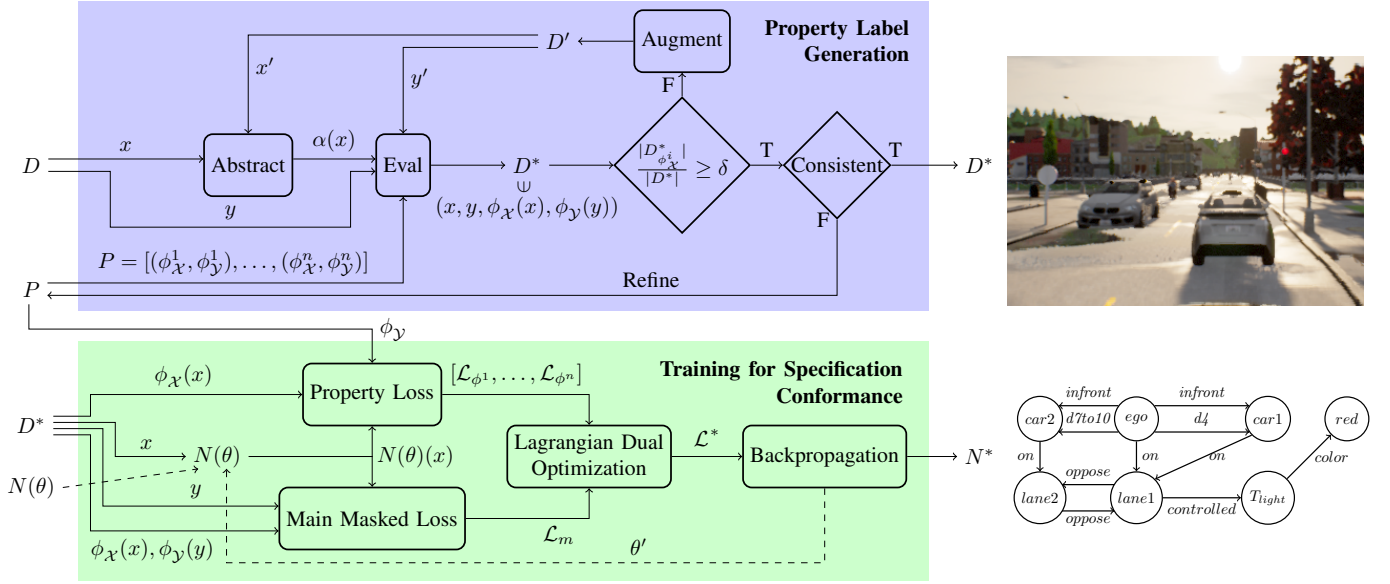 Property Label
Generation
Augment
D′
x′
y′
F
D
x
Abstract
α(x)
Eval
D*
∪
(x, y, ϕ_𝒳(x), ϕ_𝒴(y))
|D*_{ϕ^i_𝒳}| / |D*| ≥ δ
T
Consistent
T
D*
F
y
P = [(ϕ^1_𝒳, ϕ^1_𝒴), . . . , (ϕ^n_𝒳, ϕ^n_𝒴)]
Refine
P
ϕ_𝒴
Training for Specification
Conformance
ϕ_𝒳(x)
Property Loss
[ℒ_{ϕ^1}, . . . , ℒ_{ϕ^n}]
D*
x
N(θ)
N(θ)(x)
Lagrangian Dual
Optimization
ℒ*
Backpropagation
N*
N(θ)
y
Main Masked Loss
ℒ_m
ϕ_𝒳(x), ϕ_𝒴(y)
θ′
infront
infront
car2
d7to10
ego
d4
car1
red
on
on
on
color
oppose
lane2
lane1
controlled
T_light
oppose